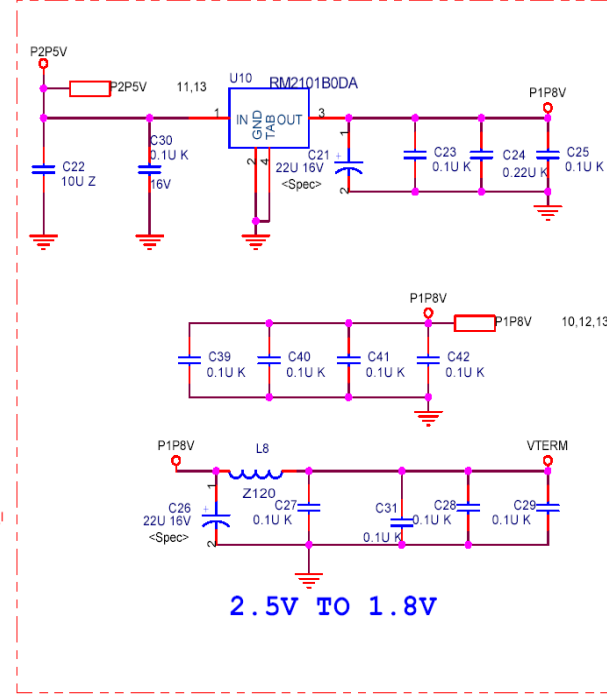 P2P5V
P2P5V 11,13
U10 RM2101B0DA
P1P8V
1 IN GND TAB OUT 3
2 4
C22
10U Z
C30
0.1U K
16V
1
C21 +
22U 16V
2
<Spec>
C23
0.1U K
C24
0.22U K
C25
0.1U K
P1P8V
P1P8V 10,12,13
C39
0.1U K
C40
0.1U K
C41
0.1U K
C42
0.1U K
P1P8V
L8
Z120
VTERM
1
C26 +
22U 16V
2
<Spec>
C27
0.1U K
C31
0.1U K
C28
0.1U K
C29
0.1U K
2.5V TO 1.8V